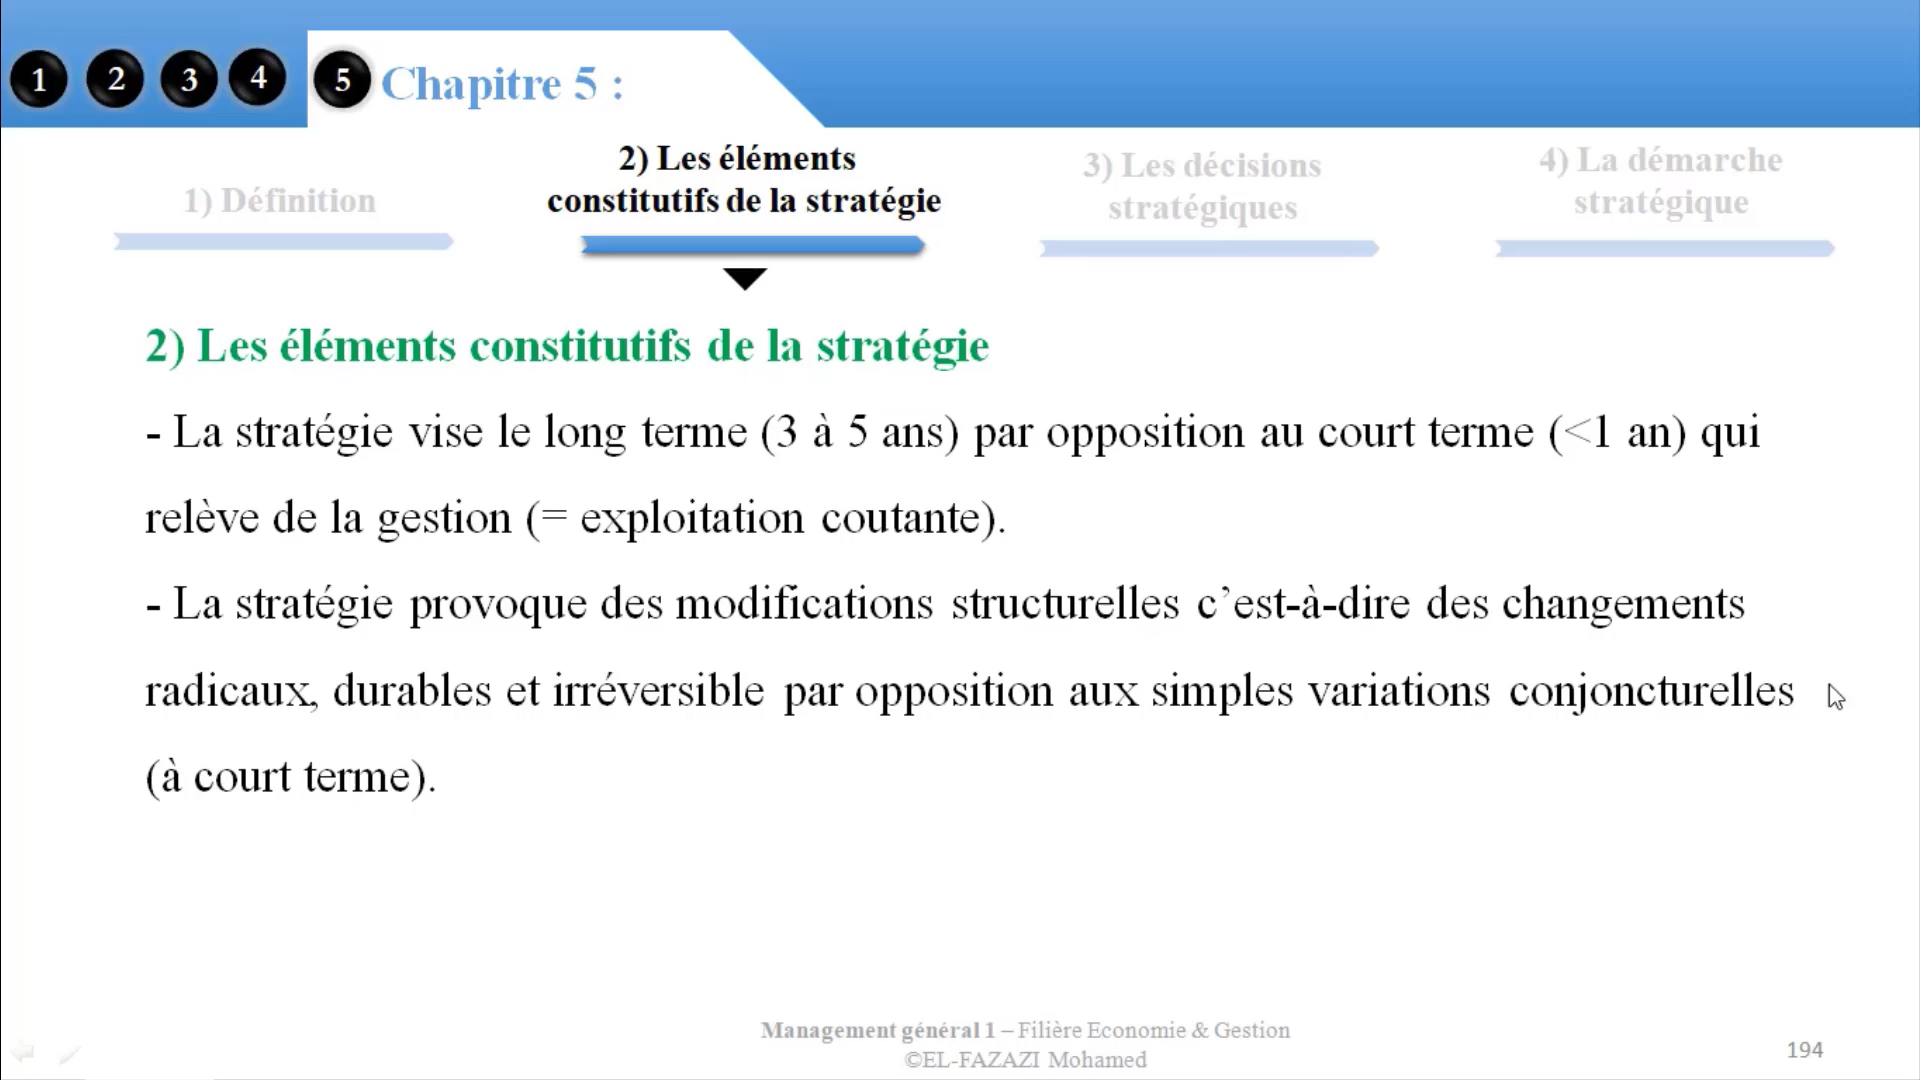 1 2 3 4 5 Chapitre 5 :
1) Définition
2) Les éléments
constitutifs de la stratégie
3) Les décisions
stratégiques
4) La démarche
stratégique
2) Les éléments constitutifs de la stratégie
- La stratégie vise le long terme (3 à 5 ans) par opposition au court terme (<1 an) qui
relève de la gestion (= exploitation coutante).
- La stratégie provoque des modifications structurelles c’est-à-dire des changements
radicaux, durables et irréversible par opposition aux simples variations conjoncturelles
(à court terme).
Management général 1 – Filière Economie & Gestion
©EL-FAZAZI Mohamed
194